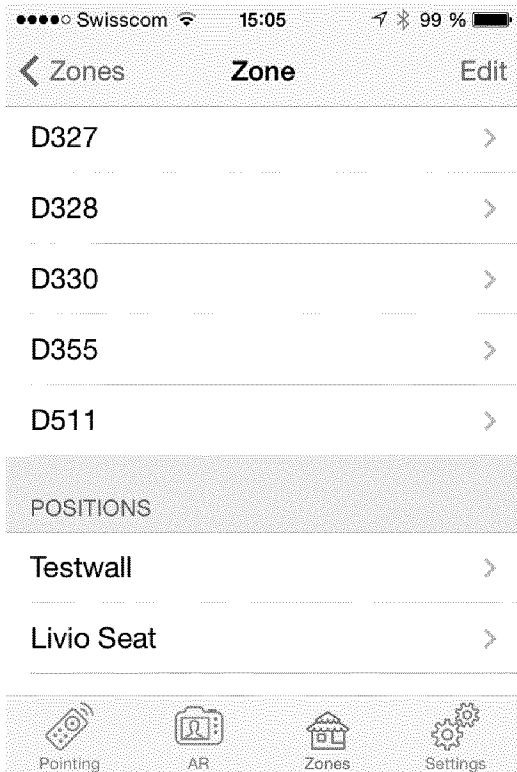 Swisscom 15:05 99 %
Zones Zone Edit
D327
D328
D330
D355
D511
POSITIONS
Testwall
Livio Seat
Pointing AR Zones Settings